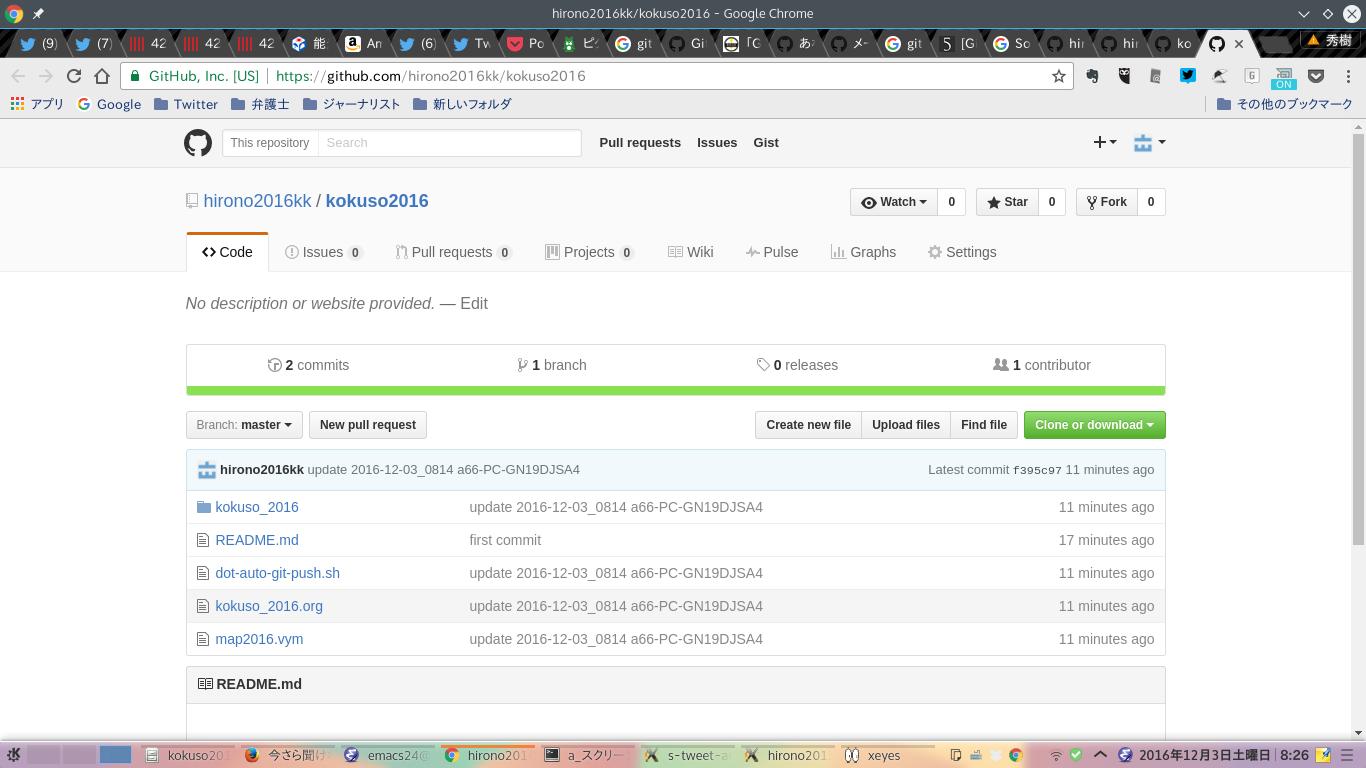 hirono2016kk/kokuso2016 - Google Chrome
(9) (7) 42 42 42 能 An (6) Tw Po ピク git Gi 「G あな メー git [G So hir hir ko 秀樹
GitHub, Inc. [US] https://github.com/hirono2016kk/kokuso2016
ON
アプリ Google Twitter 弁護士 ジャーナリスト 新しいフォルダ その他のブックマーク
This repository Search Pull requests Issues Gist
hirono2016kk / kokuso2016 Watch 0 Star 0 Fork 0
Code Issues 0 Pull requests 0 Projects 0 Wiki Pulse Graphs Settings
No description or website provided. — Edit
2 commits 1 branch 0 releases 1 contributor
Branch: master New pull request Create new file Upload files Find file Clone or download
hirono2016kk update 2016-12-03_0814 a66-PC-GN19DJSA4 Latest commit f395c97 11 minutes ago
kokuso_2016 update 2016-12-03_0814 a66-PC-GN19DJSA4 11 minutes ago
README.md first commit 17 minutes ago
dot-auto-git-push.sh update 2016-12-03_0814 a66-PC-GN19DJSA4 11 minutes ago
kokuso_2016.org update 2016-12-03_0814 a66-PC-GN19DJSA4 11 minutes ago
map2016.vym update 2016-12-03_0814 a66-PC-GN19DJSA4 11 minutes ago
README.md
kokuso201 今さら聞け emacs24@ hirono201 a_スクリー s-tweet-a hirono201 xeyes 2016年12月3日土曜日 8:26